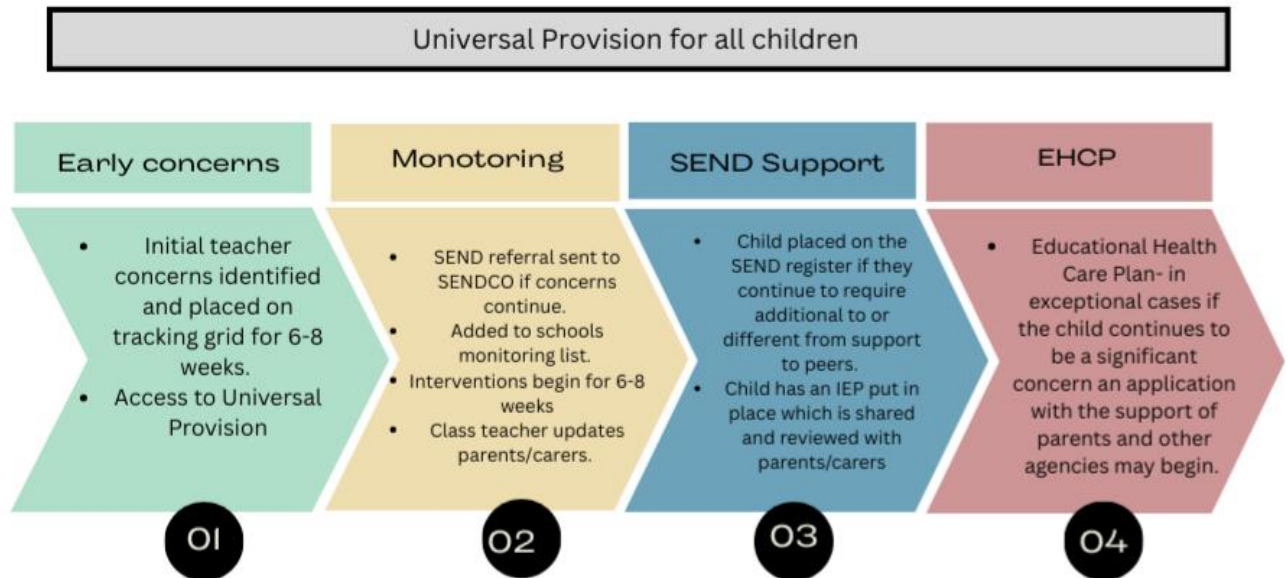 Universal Provision for all children
Early concerns
• Initial teacher
concerns identified
and placed on
tracking grid for 6-8
weeks.
• Access to Universal
Provision
01
Monotoring
• SEND referral sent to
SENDCO if concerns
continue.
• Added to schools
monitoring list.
• Interventions begin for 6-8
weeks
• Class teacher updates
parents/carers.
02
SEND Support
• Child placed on the
SEND register if they
continue to require
additional to or
different from support
to peers.
• Child has an IEP put in
place which is shared
and reviewed with
parents/carers
03
EHCP
• Educational Health
Care Plan- in
exceptional cases if
the child continues to
be a significant
concern an application
with the support of
parents and other
agencies may begin.
04